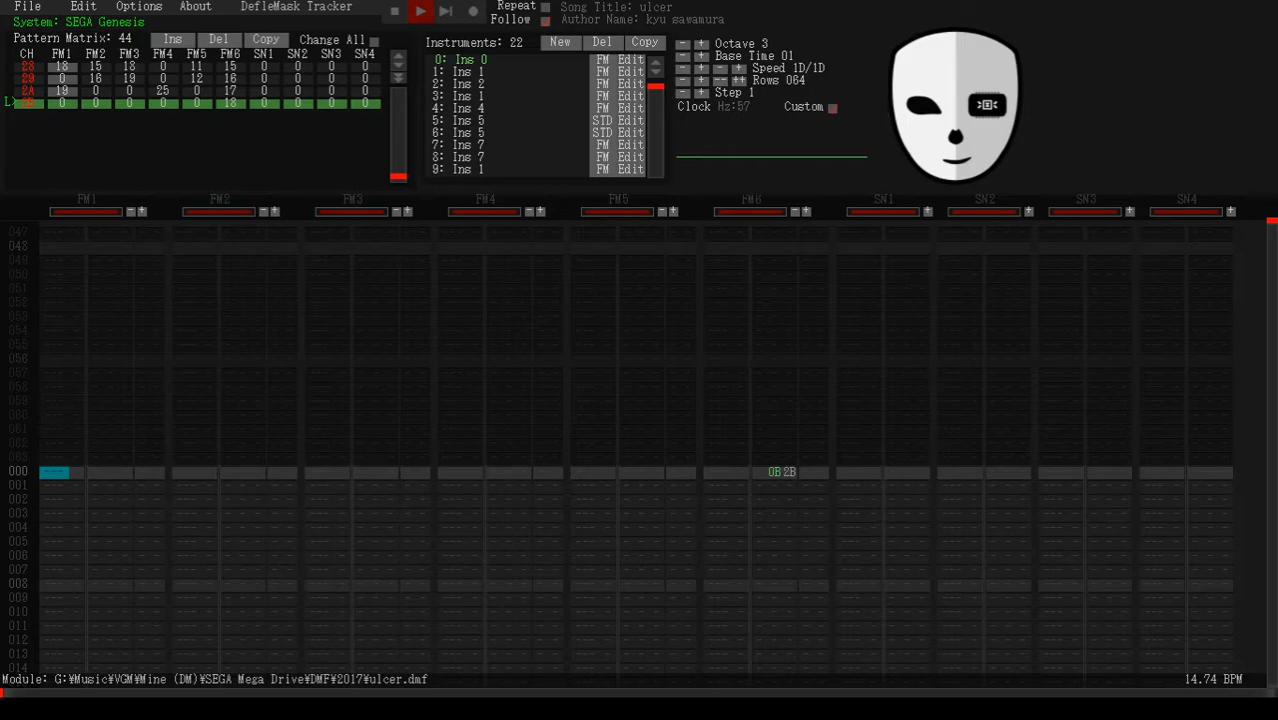 File Edit Options About DefleMask Tracker
Repeat
Follow
Song Title: ulcer
Author Name: kyu sawamura
System: SEGA Genesis
Pattern Matrix: 44 Ins Del Copy Change All
CH FM1 FM2 FM3 FM4 FM5 FM6 SN1 SN2 SN3 SN4
28 18 15 18 0 11 15 0 0 0 0
29 0 16 19 0 12 16 0 0 0 0
2A 19 0 0 25 0 17 0 0 0 0
2B 0 0 0 0 0 18 0 0 0 0
Instruments: 22 New Del Copy
0: Ins 0 FM Edit
1: Ins 1 FM Edit
2: Ins 2 FM Edit
3: Ins 1 FM Edit
4: Ins 4 FM Edit
5: Ins 5 STD Edit
6: Ins 5 STD Edit
7: Ins 7 FM Edit
8: Ins 7 FM Edit
9: Ins 1 FM Edit
Octave 3
Base Time 01
Speed 1D/1D
Rows 064
Step 1
Clock Hz:57 Custom
FM1 FM2 FM3 FM4 FM5 FM6 SN1 SN2 SN3 SN4
047
048
049
050
051
052
053
054
055
056
057
058
059
060
061
062
063
000 0B 2B
001
002
003
004
005
006
007
008
009
010
011
012
013
014
Module: G:¥Music¥VGM¥Mine (DM)¥SEGA Mega Drive¥DMF¥2017¥ulcer.dmf
14.74 BPM